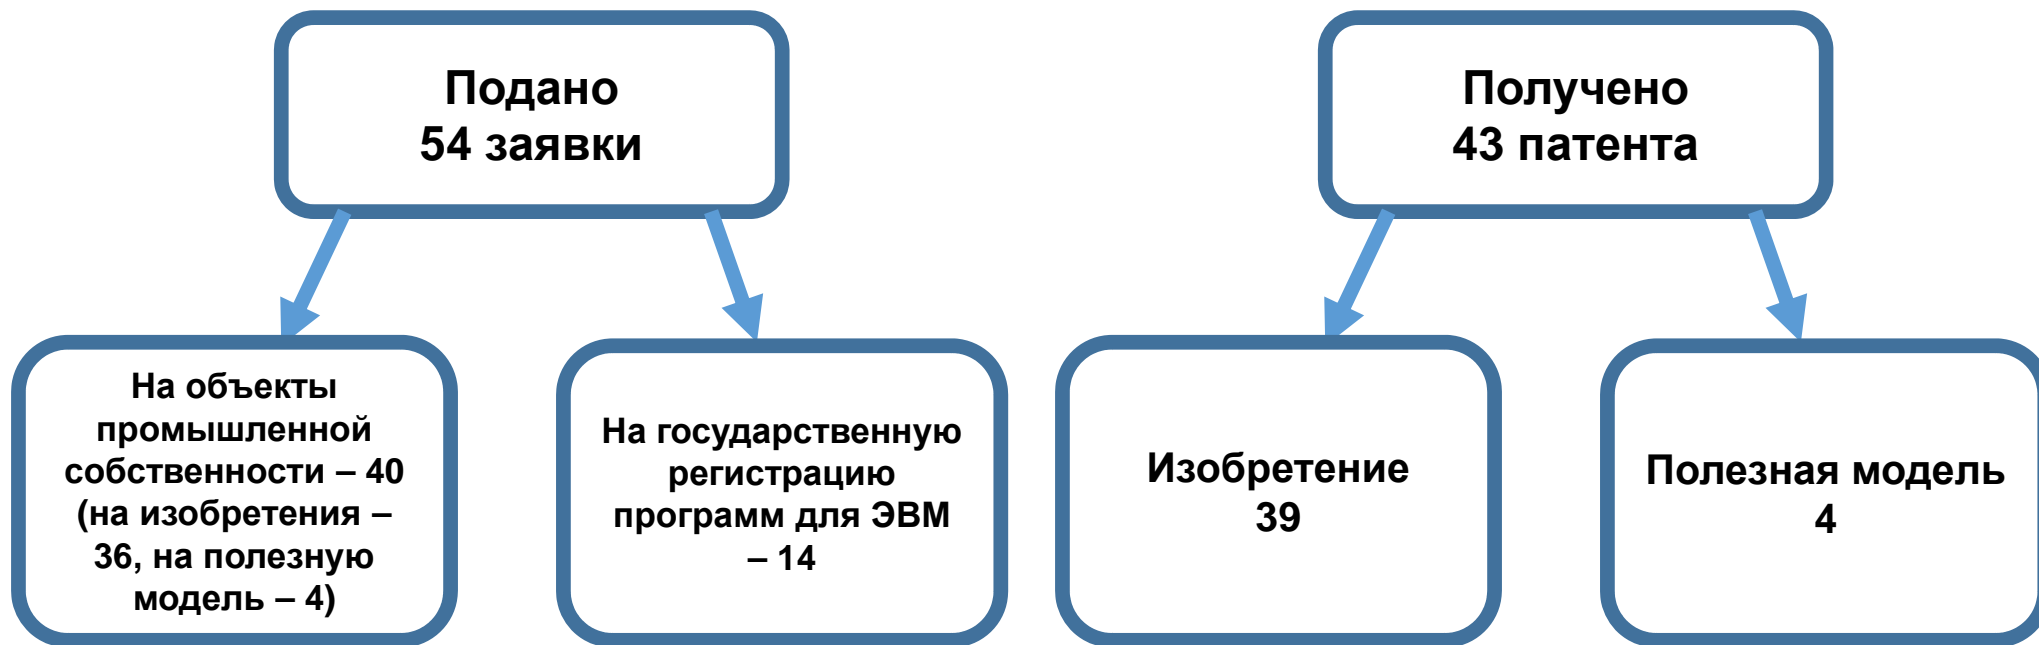 Подано
54 заявки
Получено
43 патента
На объекты
промышленной
собственности – 40
(на изобретения –
36, на полезную
модель – 4)
На государственную
регистрацию
программ для ЭВМ
– 14
Изобретение
39
Полезная модель
4